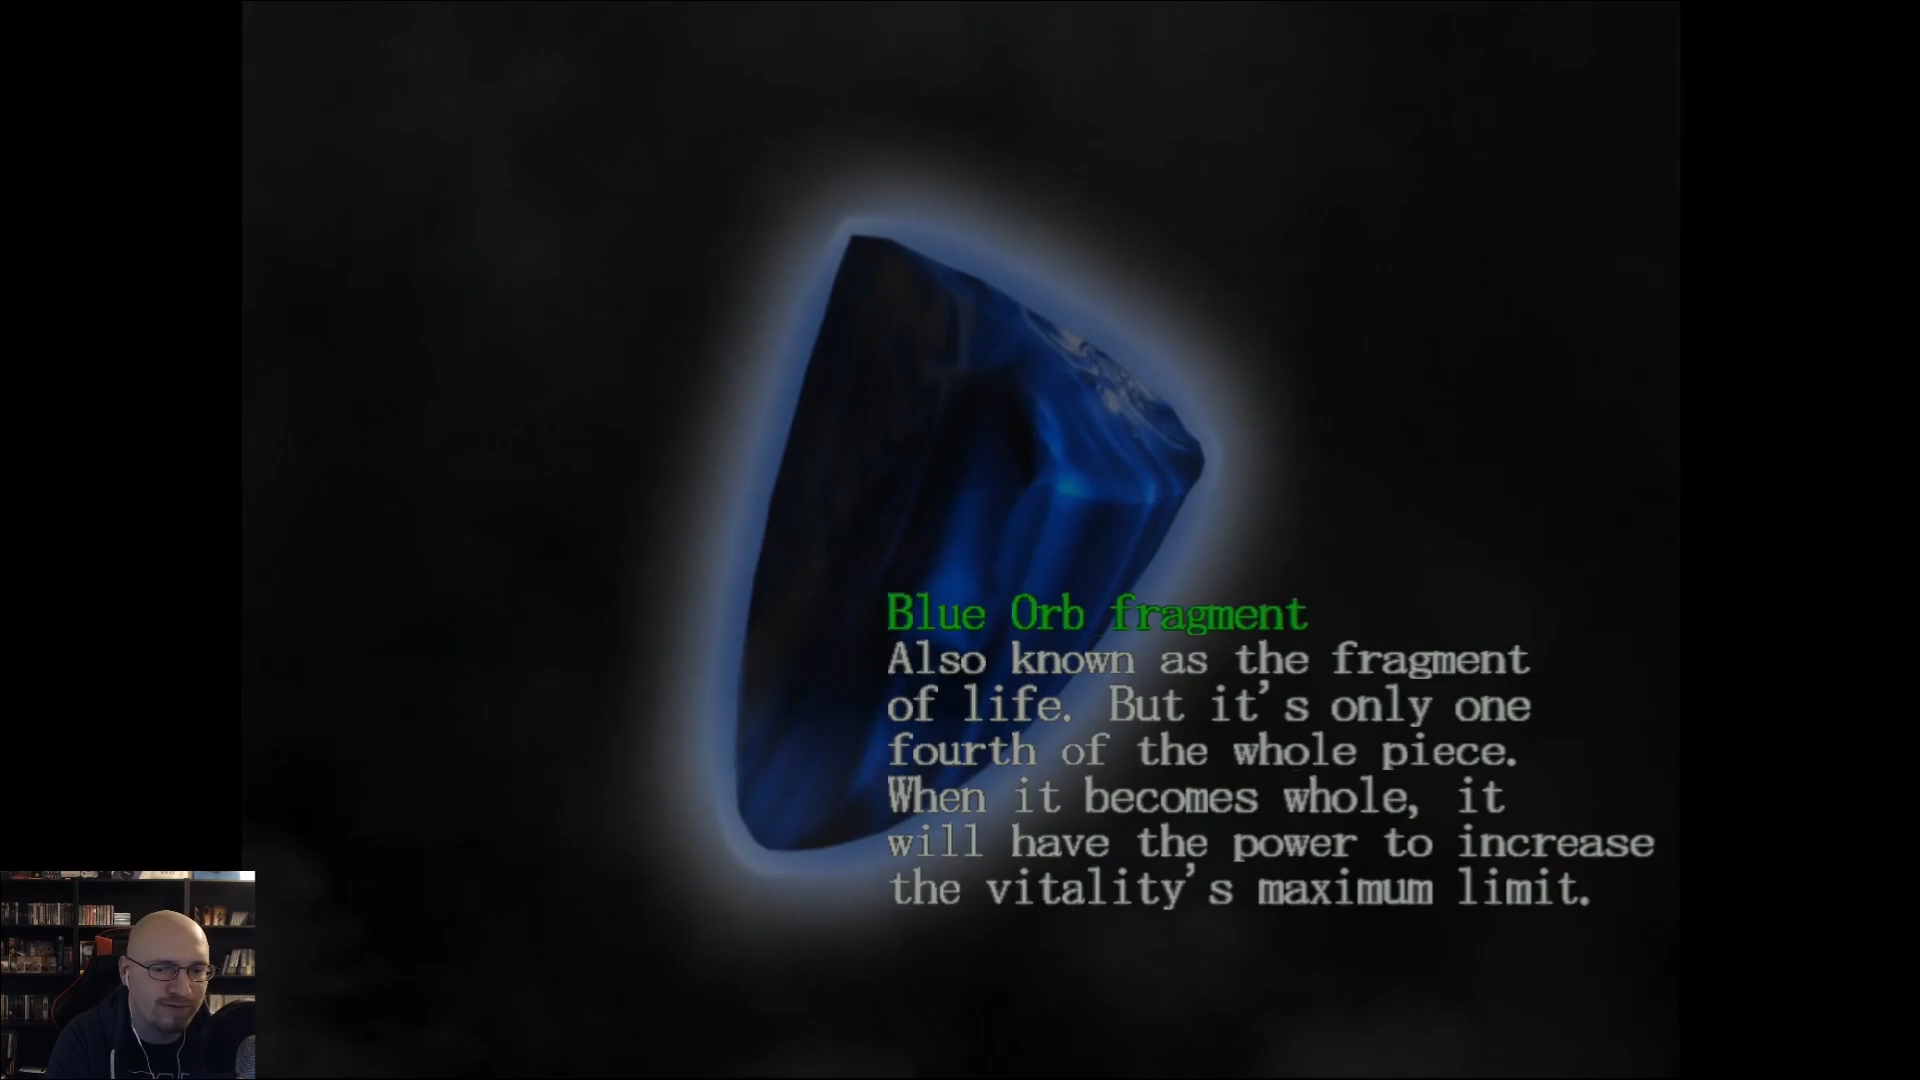 Blue Orb fragment
Also known as the fragment
of life. But it's only one
fourth of the whole piece.
When it becomes whole, it
will have the power to increase
the vitality's maximum limit.